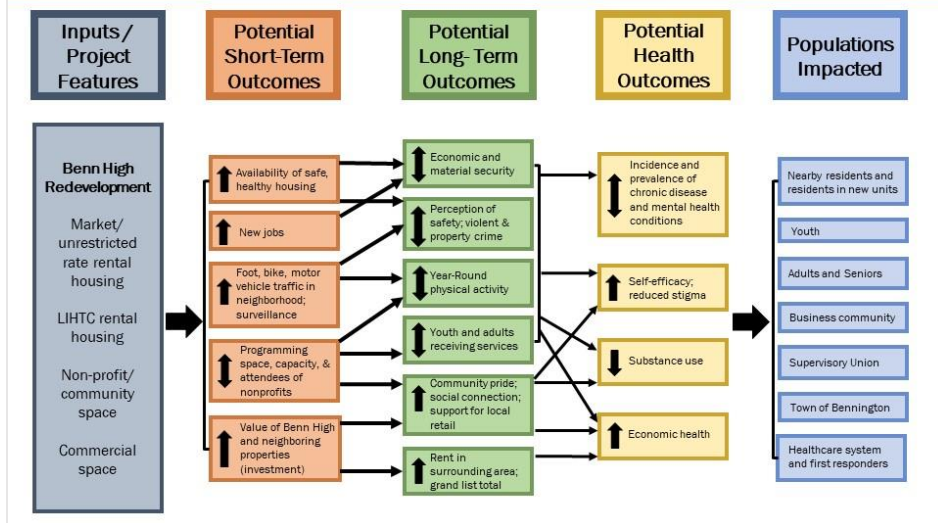 Inputs /
Project
Features
Potential
Short-Term
Outcomes
Potential
Long- Term
Outcomes
Potential
Health
Outcomes
Populations
Impacted
Benn High
Redevelopment
Market/
unrestricted
rate rental
housing
LIHTC rental
housing
Non-profit/
community
space
Commercial
space
Availability of safe,
healthy housing
New jobs
Foot, bike, motor
vehicle traffic in
neighborhood;
surveillance
Programming
space, capacity, &
attendees of
nonprofits
Value of Benn High
and neighboring
properties
(investment)
Economic and
material security
Perception of
safety; violent &
property crime
Year-Round
physical activity
Youth and adults
receiving services
Community pride;
social connection;
support for local
retail
Rent in
surrounding area;
grand list total
Incidence and
prevalence of
chronic disease
and mental health
conditions
Self-efficacy;
reduced stigma
Substance use
Economic health
Nearby residents and
residents in new units
Youth
Adults and Seniors
Business community
Supervisory Union
Town of Bennington
Healthcare system
and first responders